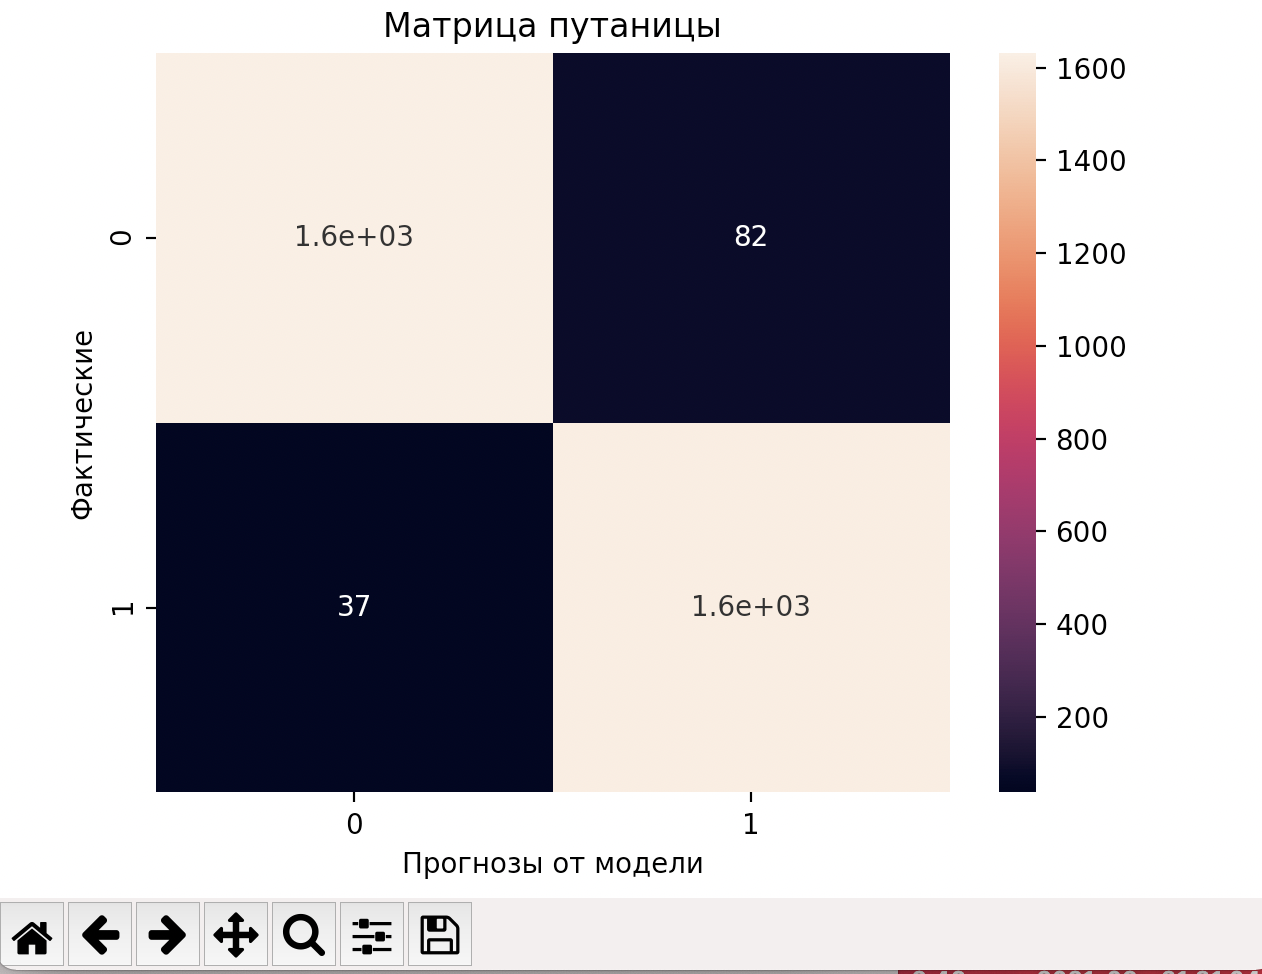 Матрица путаницы
1.6e+03 82
37 1.6e+03
0
1
Фактические
0 1
Прогнозы от модели
1600
1400
1200
1000
800
600
400
200